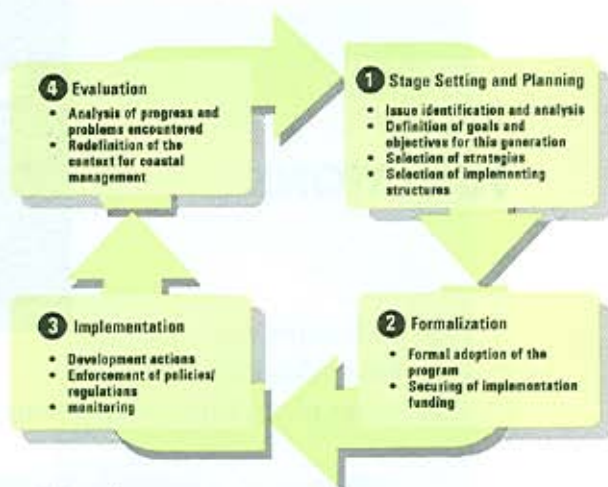 4 Evaluation
• Analysis of progress and
problems encountered
• Redefinition of the
context for coastal
management
1 Stage Setting and Planning
• Issue identification and analysis
• Definition of goals and
objectives for this generation
• Selection of strategies
• Selection of implementing
structures
3 Implementation
• Development actions
• Enforcement of policies/
regulations
• monitoring
2 Formalization
• Formal adoption of the
program
• Securing of implementation
funding